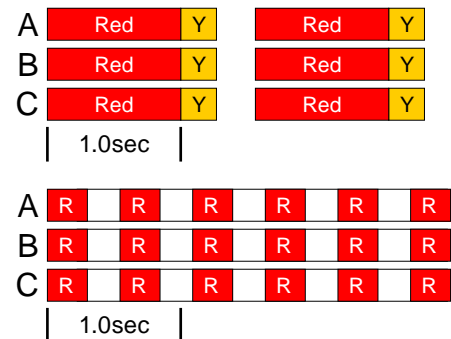 A Red Y Red Y
B Red Y Red Y
C Red Y Red Y
1.0sec
A R R R R R R
B R R R R R R
C R R R R R R
1.0sec